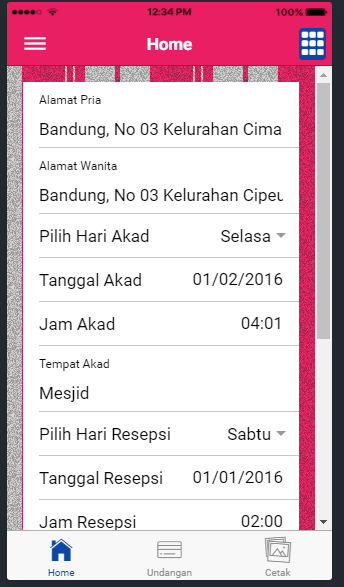 12:34 PM
100%
Home
Alamat Pria
Bandung, No 03 Kelurahan Cima
Alamat Wanita
Bandung, No 03 Kelurahan Cipeu
Pilih Hari Akad Selasa
Tanggal Akad 01/02/2016
Jam Akad 04:01
Tempat Akad
Mesjid
Pilih Hari Resepsi Sabtu
Tanggal Resepsi 01/01/2016
Jam Resepsi 02:00
Home Undangan Cetak